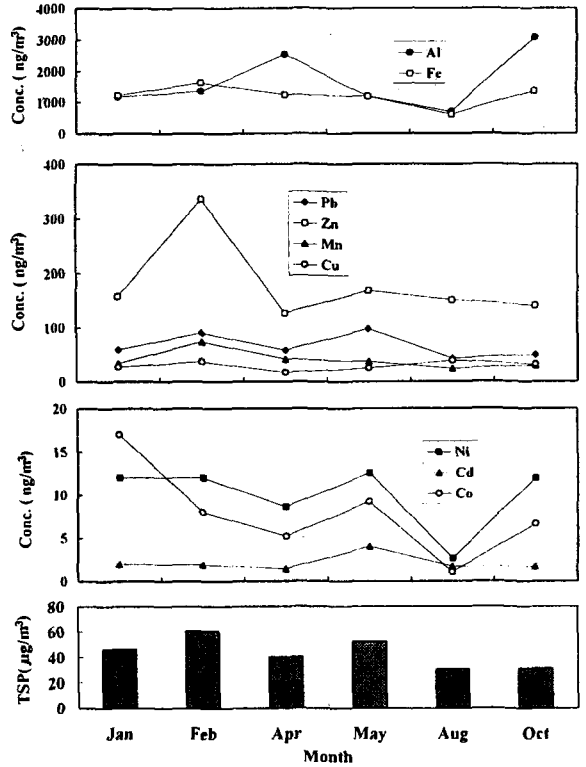 4000
3000
2000
1000
0
Conc. ( ng/m³)
Al
Fe
400
300
200
100
0
Conc. ( ng/m³)
Pb
Zn
Mn
Cu
20
15
10
5
0
Conc. ( ng/m³)
Ni
Cd
Co
80
60
40
20
0
TSP( µg/m³)
Jan Feb Apr May Aug Oct
Month